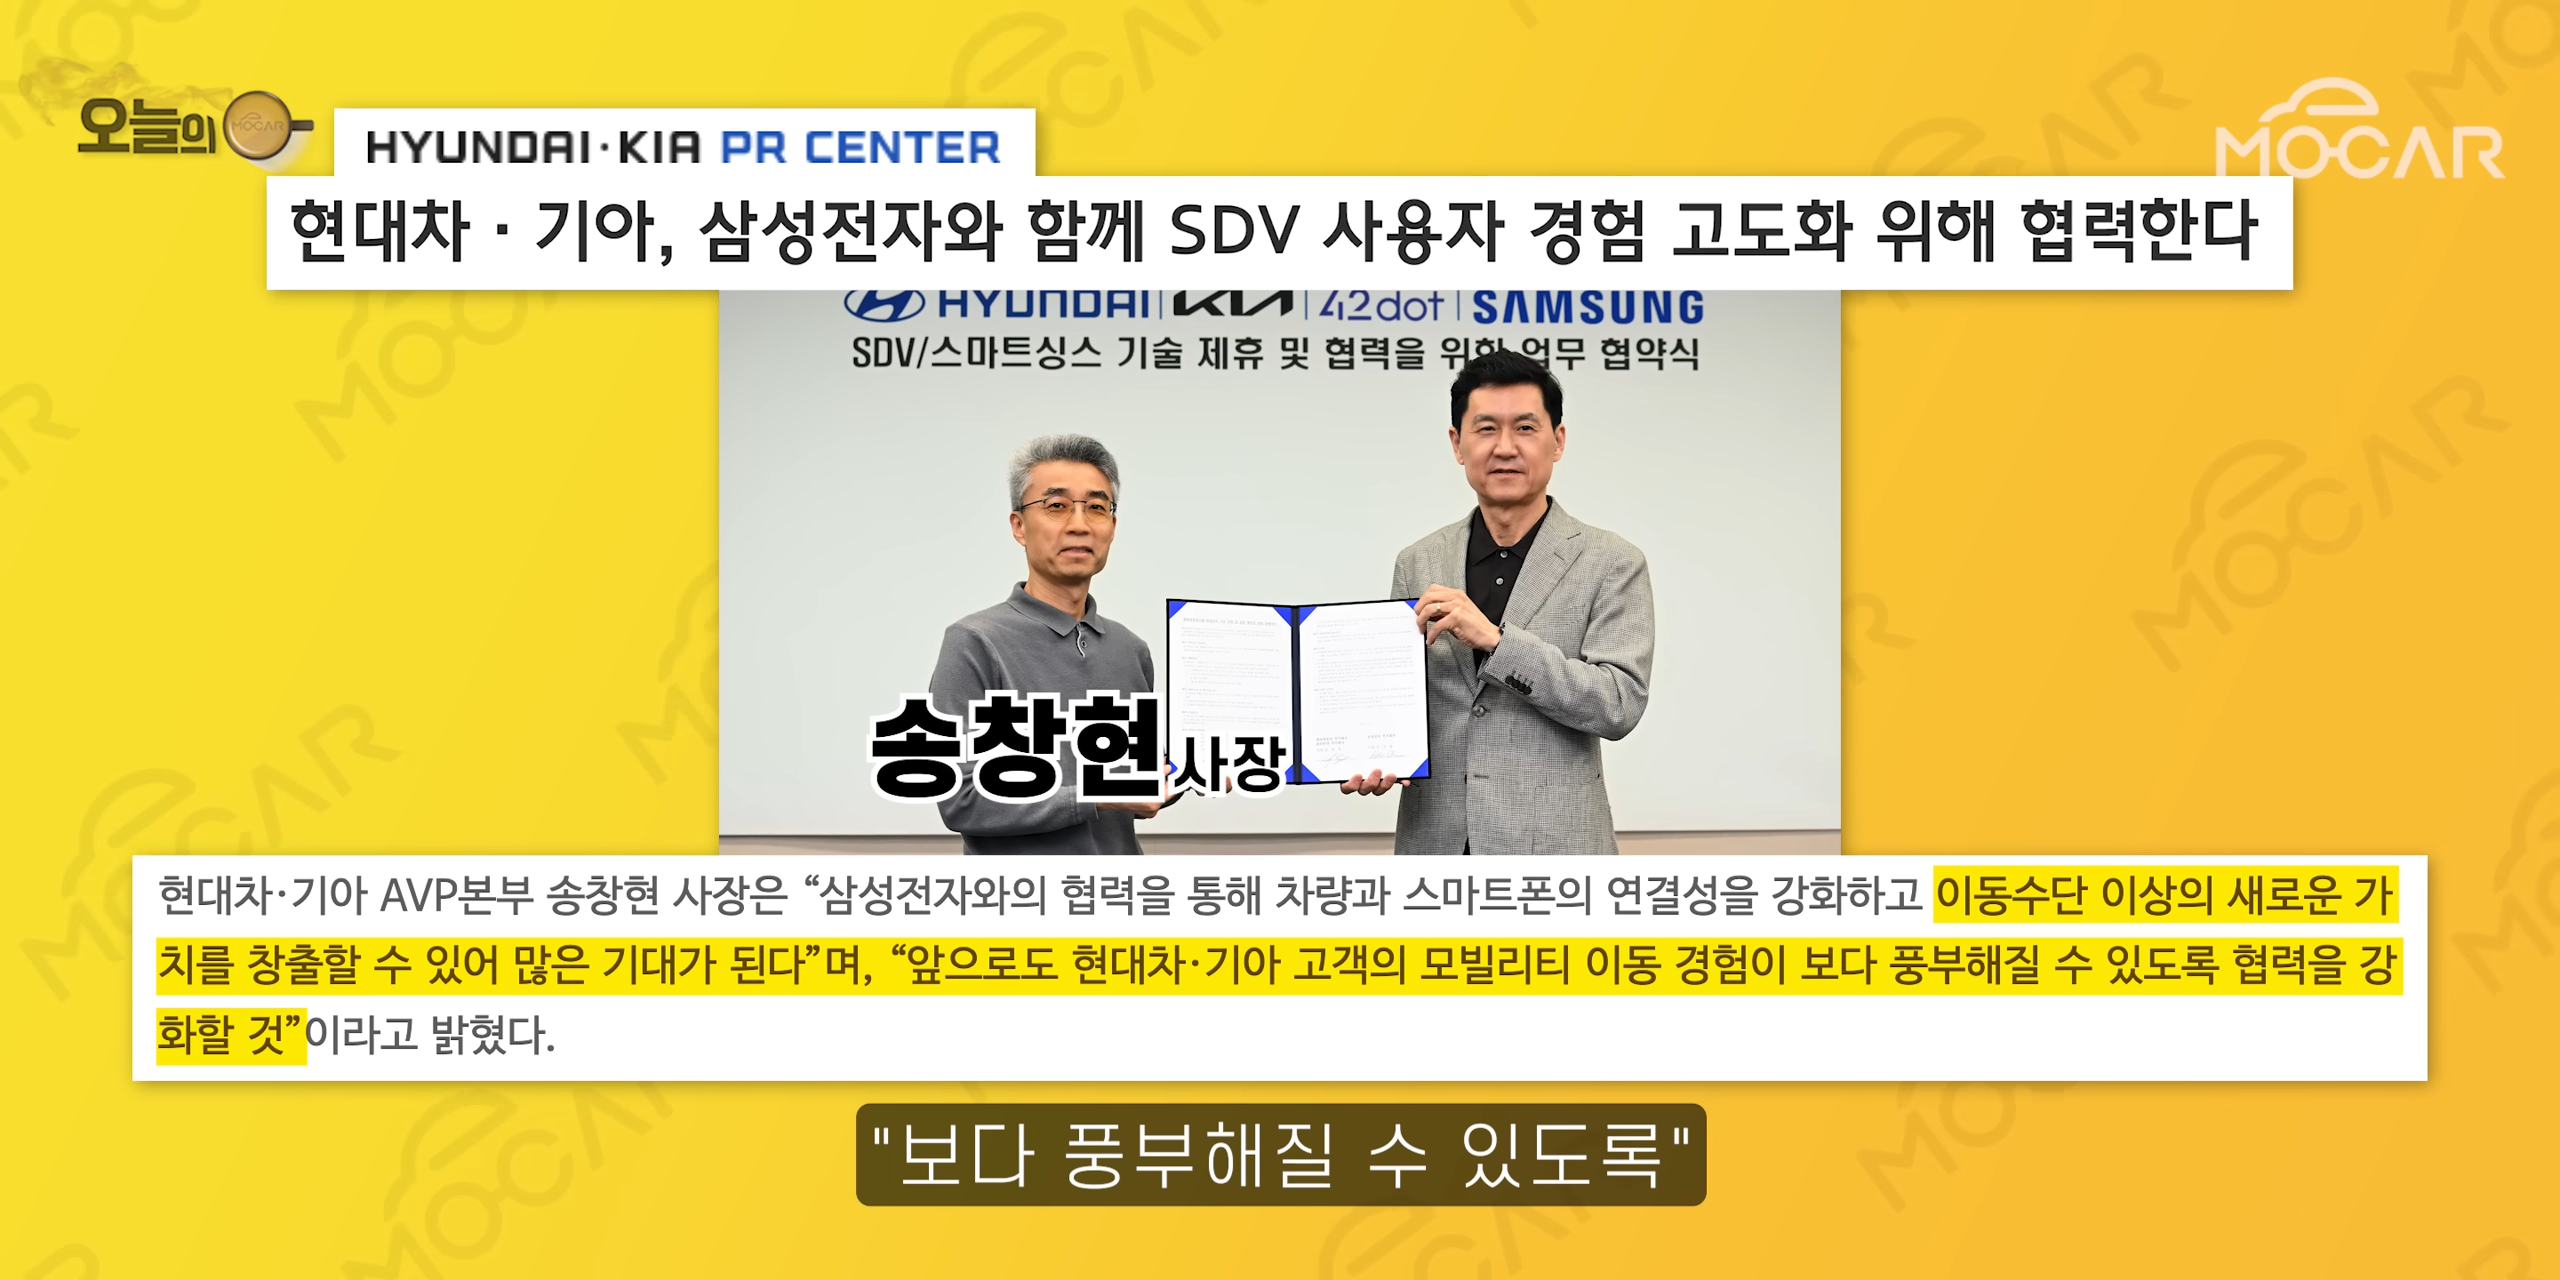 오늘의 MOCAR
MOCAR
HYUNDAI·KIA PR CENTER
현대차·기아, 삼성전자와 함께 SDV 사용자 경험 고도화 위해 협력한다
HYUNDAI | KIA | 42dot | SAMSUNG
SDV/스마트싱스 기술 제휴 및 협력을 위한 업무 협약식
송창현 사장
현대차·기아 AVP본부 송창현 사장은 “삼성전자와의 협력을 통해 차량과 스마트폰의 연결성을 강화하고 이동수단 이상의 새로운 가
치를 창출할 수 있어 많은 기대가 된다”며, “앞으로도 현대차·기아 고객의 모빌리티 이동 경험이 보다 풍부해질 수 있도록 협력을 강
화할 것”이라고 밝혔다.
"보다 풍부해질 수 있도록"